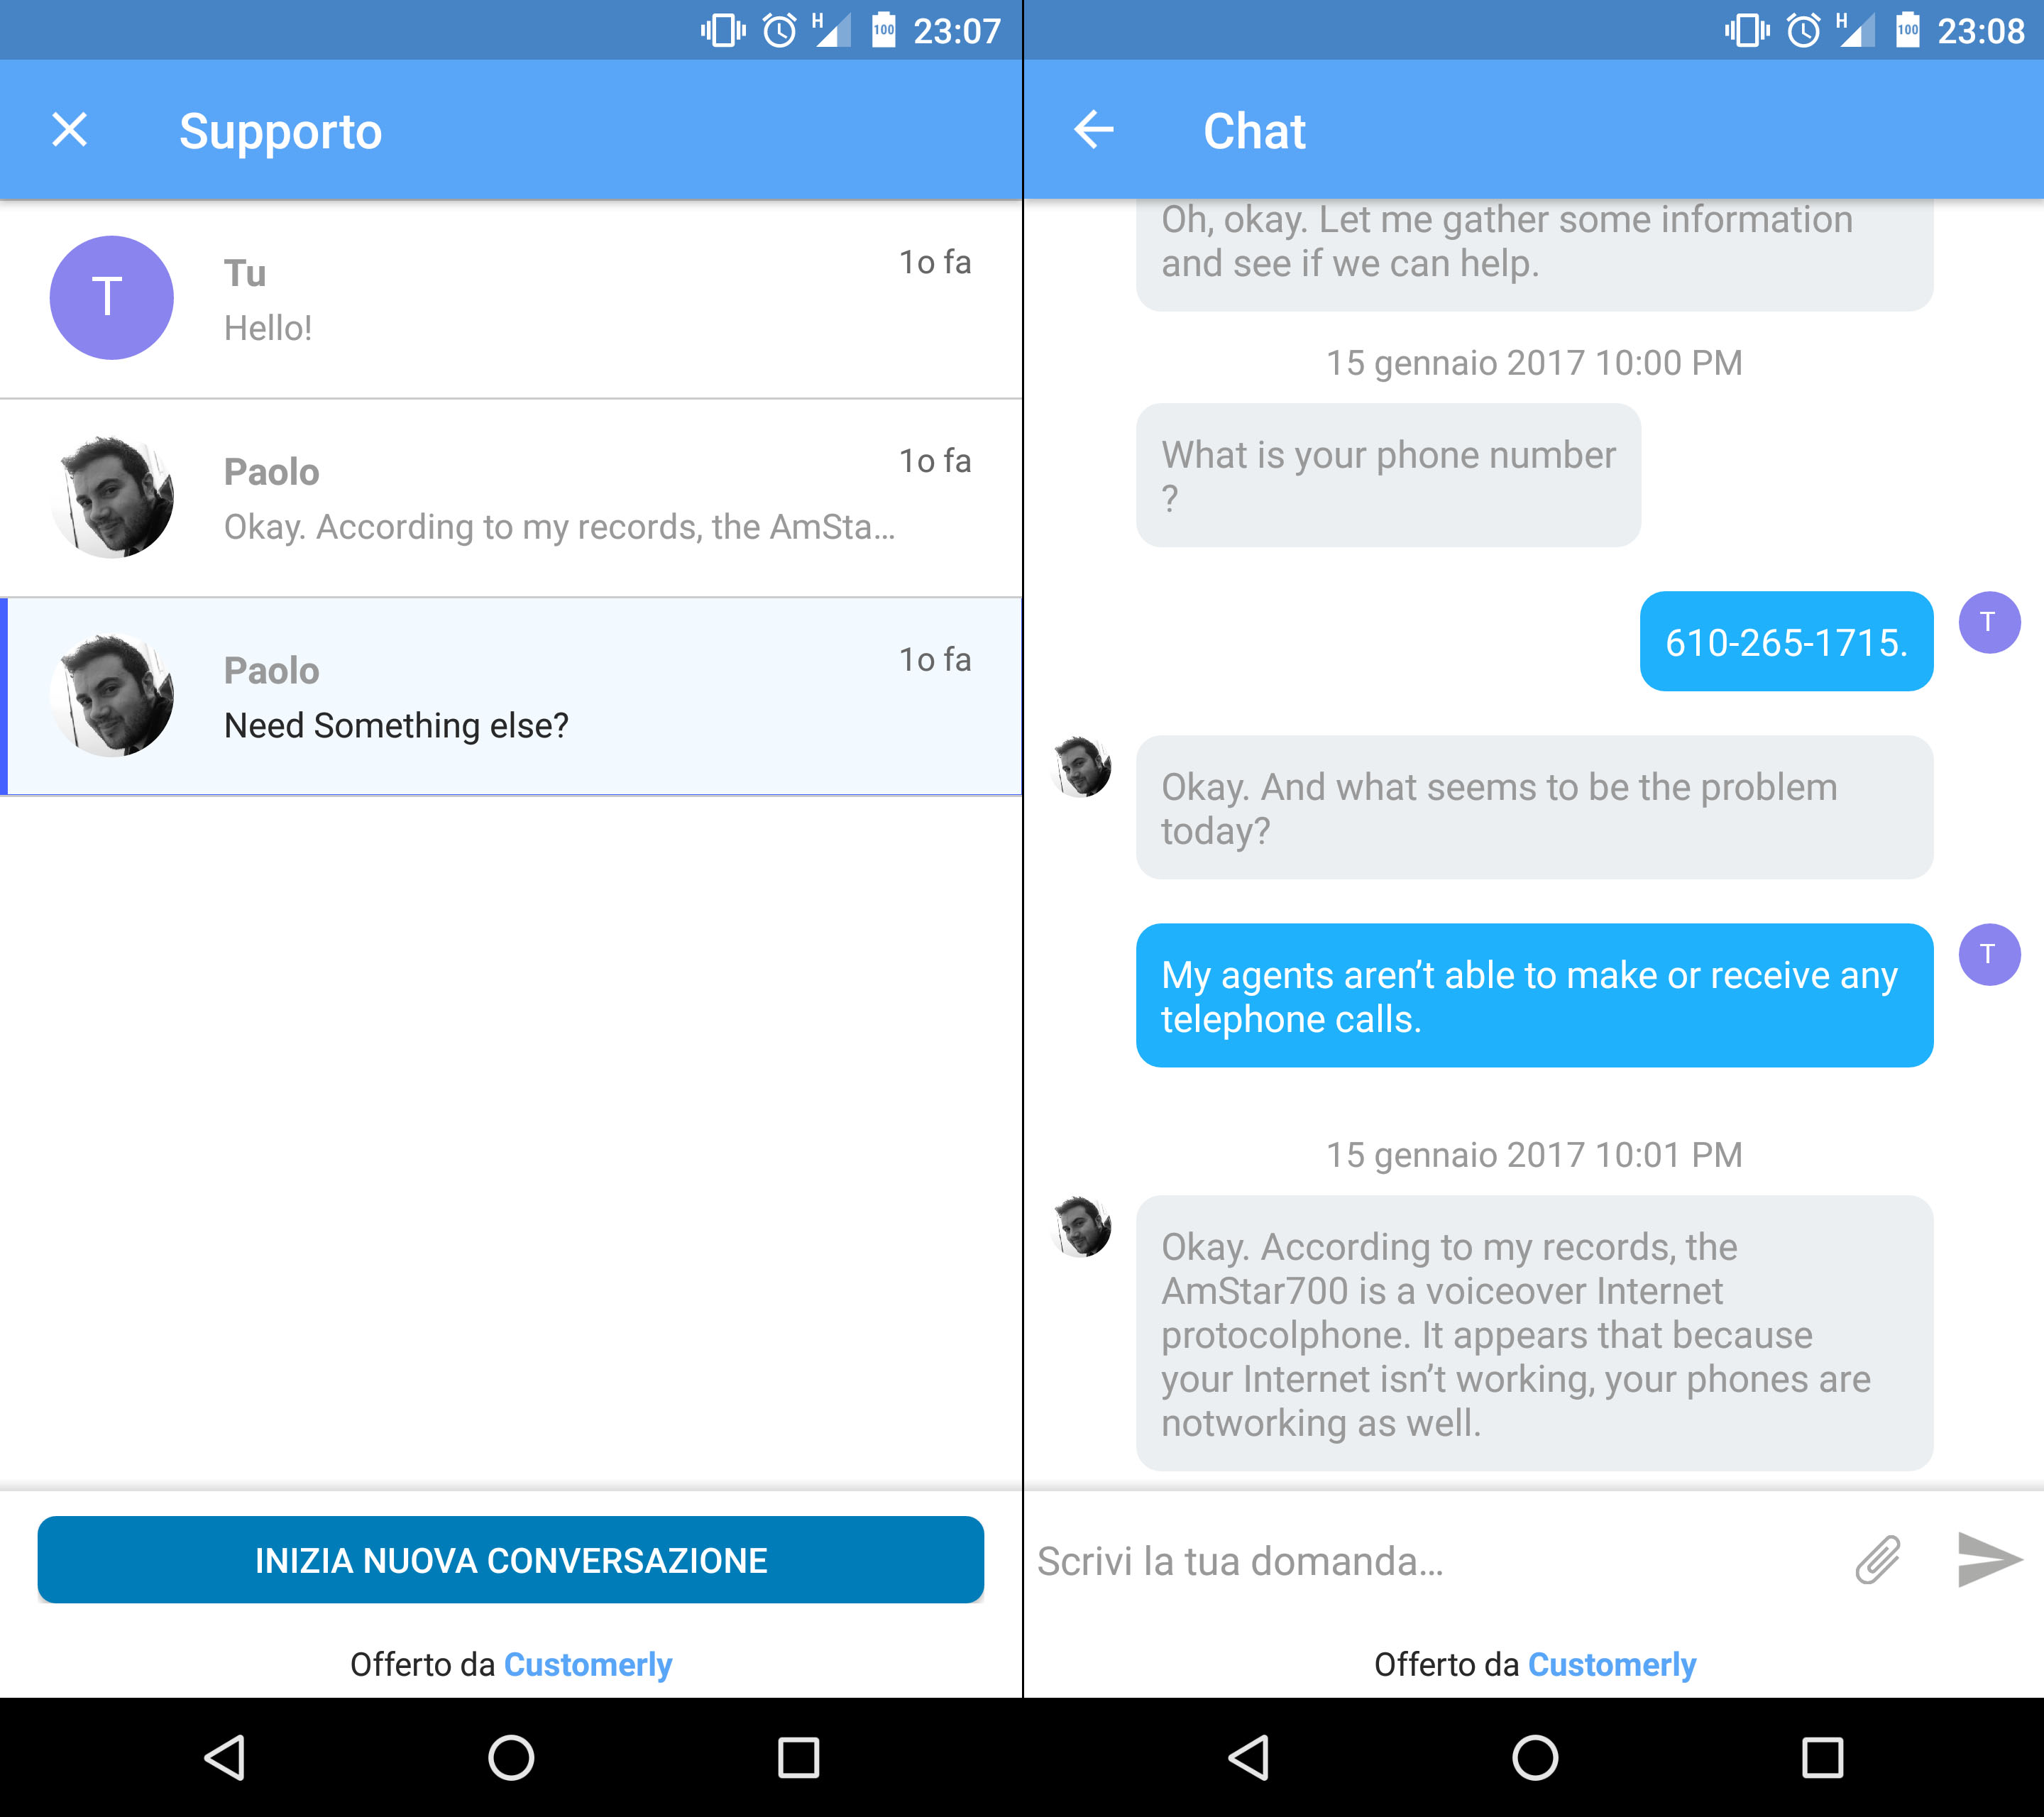 H 100 23:07
Supporto
T
Tu
1o fa
Hello!
Paolo
1o fa
Okay. According to my records, the AmSta...
Paolo
1o fa
Need Something else?
INIZIA NUOVA CONVERSAZIONE
Offerto da Customerly
H 100 23:08
Chat
Oh, okay. Let me gather some information
and see if we can help.
15 gennaio 2017 10:00 PM
What is your phone number
?
610-265-1715.
T
Okay. And what seems to be the problem
today?
My agents aren’t able to make or receive any
telephone calls.
T
15 gennaio 2017 10:01 PM
Okay. According to my records, the
AmStar700 is a voiceover Internet
protocolphone. It appears that because
your Internet isn’t working, your phones are
notworking as well.
Scrivi la tua domanda...
Offerto da Customerly